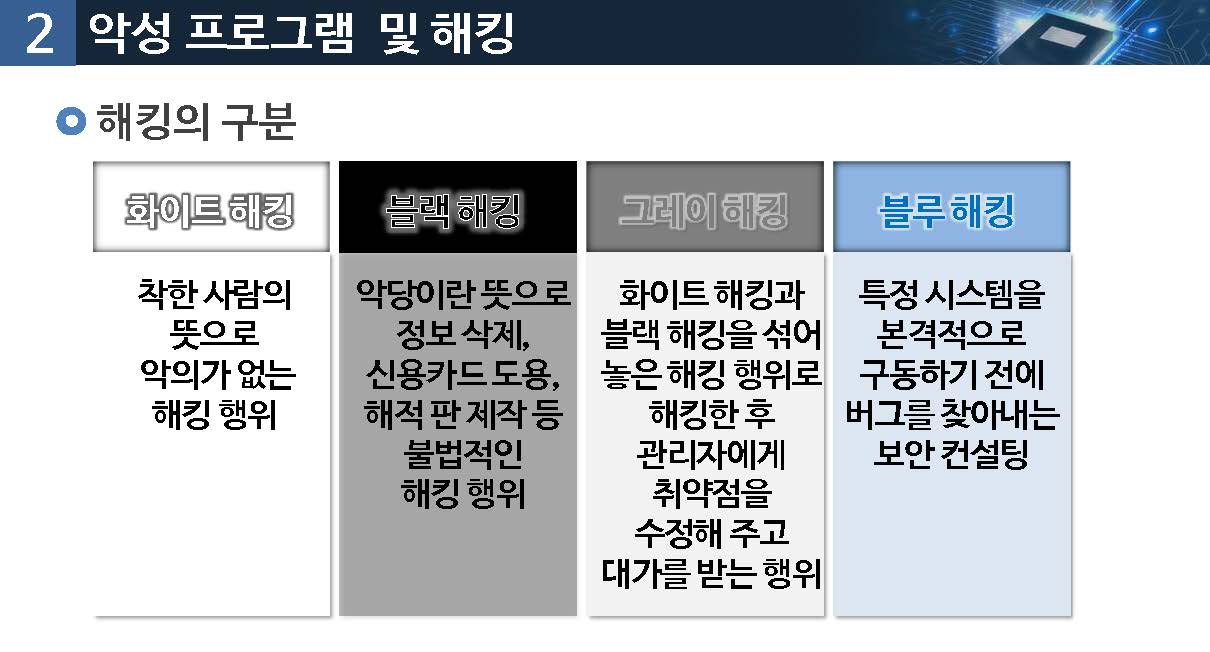 2 악성 프로그램 및 해킹
해킹의 구분
화이트 해킹
착한 사람의
뜻으로
악의가 없는
해킹 행위
블랙 해킹
악당이란 뜻으로
정보 삭제,
신용카드 도용,
해적 판 제작 등
불법적인
해킹 행위
그레이 해킹
화이트 해킹과
블랙 해킹을 섞어
놓은 해킹 행위로
해킹한 후
관리자에게
취약점을
수정해 주고
대가를 받는 행위
블루 해킹
특정 시스템을
본격적으로
구동하기 전에
버그를 찾아내는
보안 컨설팅